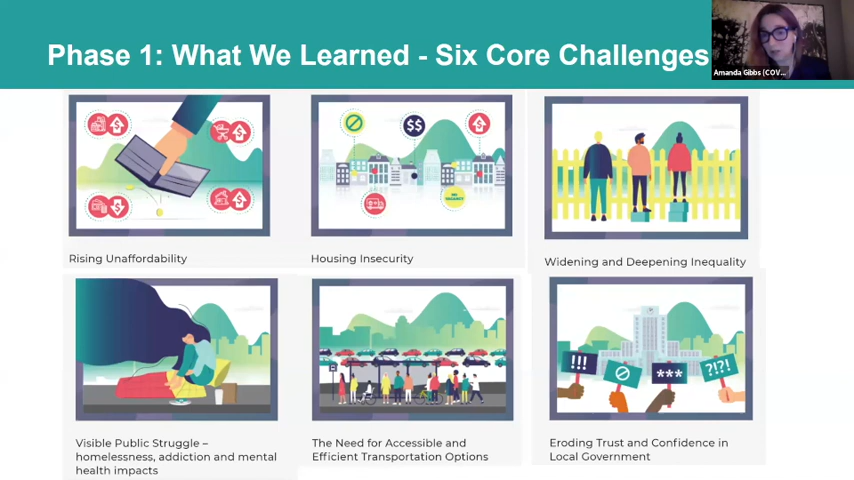 Phase 1: What We Learned - Six Core Challenges
Amanda Gibbs (COV...
$$
NO
VACANCY
Rising Unaffordability
Housing Insecurity
Widening and Deepening Inequality
!!!
***
?!?!
Visible Public Struggle –
homelessness, addiction and mental
health impacts
The Need for Accessible and
Efficient Transportation Options
Eroding Trust and Confidence in
Local Government